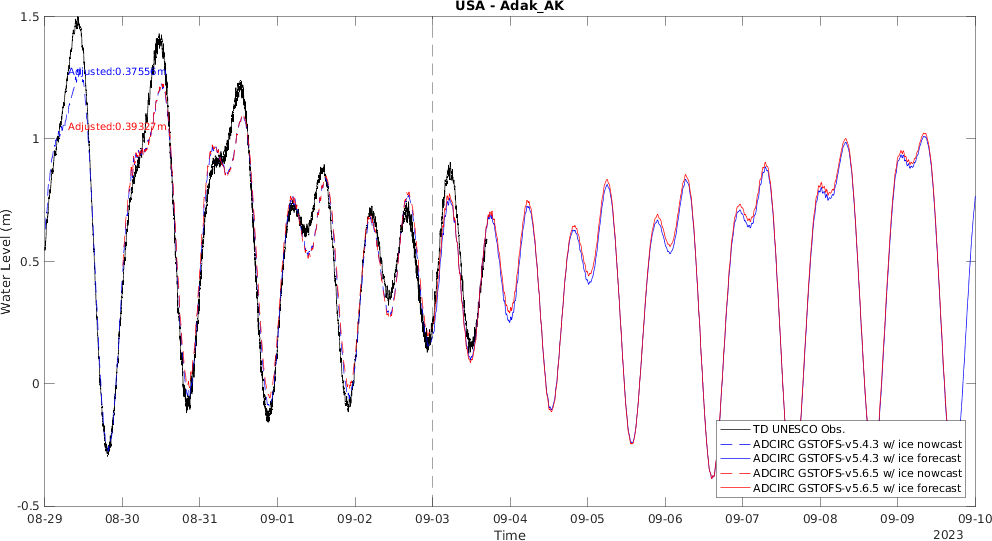 USA - Adak_AK
1.5
1
0.5
0
-0.5
Water Level (m)
Adjusted:0.37556m
Adjusted:0.39327m
TD UNESCO Obs.
ADCIRC GSTOFS-v5.4.3 w/ ice nowcast
ADCIRC GSTOFS-v5.4.3 w/ ice forecast
ADCIRC GSTOFS-v5.6.5 w/ ice nowcast
ADCIRC GSTOFS-v5.6.5 w/ ice forecast
08-29 08-30 08-31 09-01 09-02 09-03 09-04 09-05 09-06 09-07 09-08 09-09 09-10
Time
2023